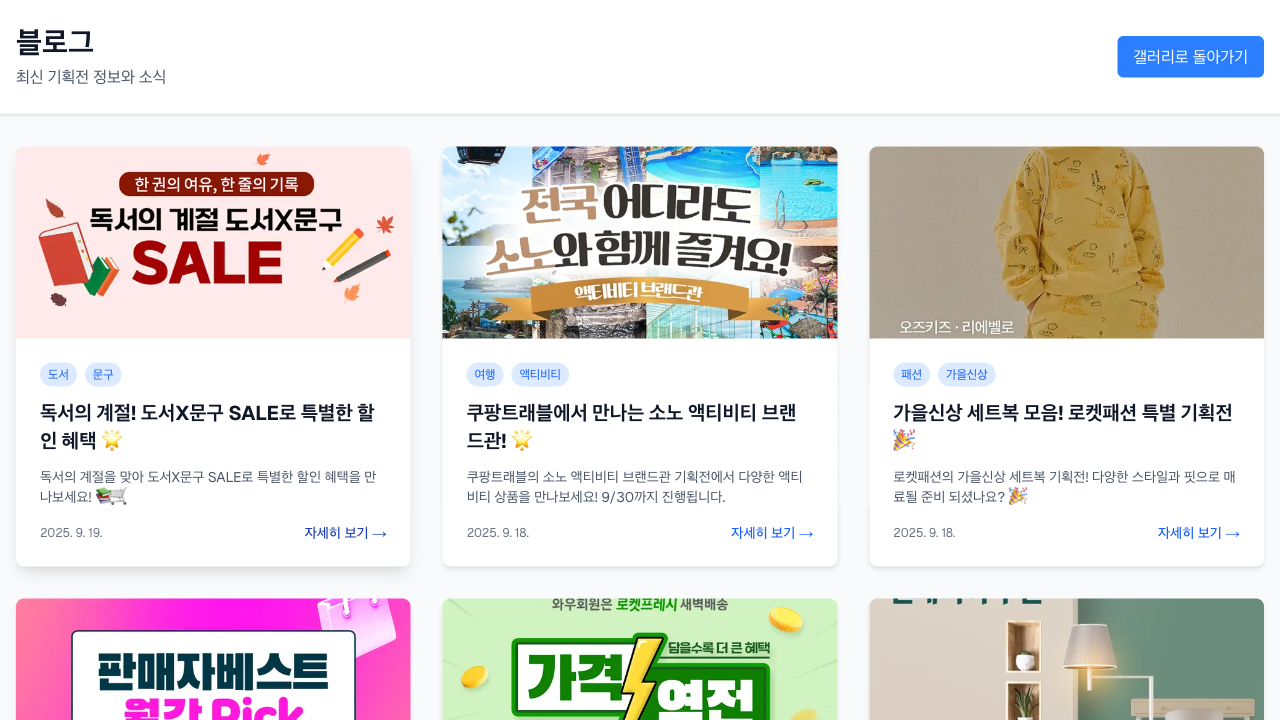 블로그
최신 기획전 정보와 소식
갤러리로 돌아가기
한 권의 여유, 한 줄의 기록
독서의 계절 도서X문구
SALE
도서
문구
독서의 계절! 도서X문구 SALE로 특별한 할
인 혜택 🌟
독서의 계절을 맞아 도서X문구 SALE로 특별한 할인 혜택을 만
나보세요! 📚🛒
2025. 9. 19.
자세히 보기 →
전국 어디라도
소노와 함께 즐겨요!
액티비티 브랜드관
여행
액티비티
쿠팡트래블에서 만나는 소노 액티비티 브랜
드관! 🌟
쿠팡트래블의 소노 액티비티 브랜드관 기획전에서 다양한 액티
비티 상품을 만나보세요! 9/30까지 진행됩니다.
2025. 9. 18.
자세히 보기 →
오즈키즈 · 리에벨로
패션
가을신상
가을신상 세트복 모음! 로켓패션 특별 기획전
🎉
로켓패션의 가을신상 세트복 기획전! 다양한 스타일과 핏으로 매
료될 준비 되셨나요? 🎉
2025. 9. 18.
자세히 보기 →
판매자베스트
월간 Pick
와우회원은 로켓프레시 새벽배송
담을수록 더 큰 혜택
가격 역전